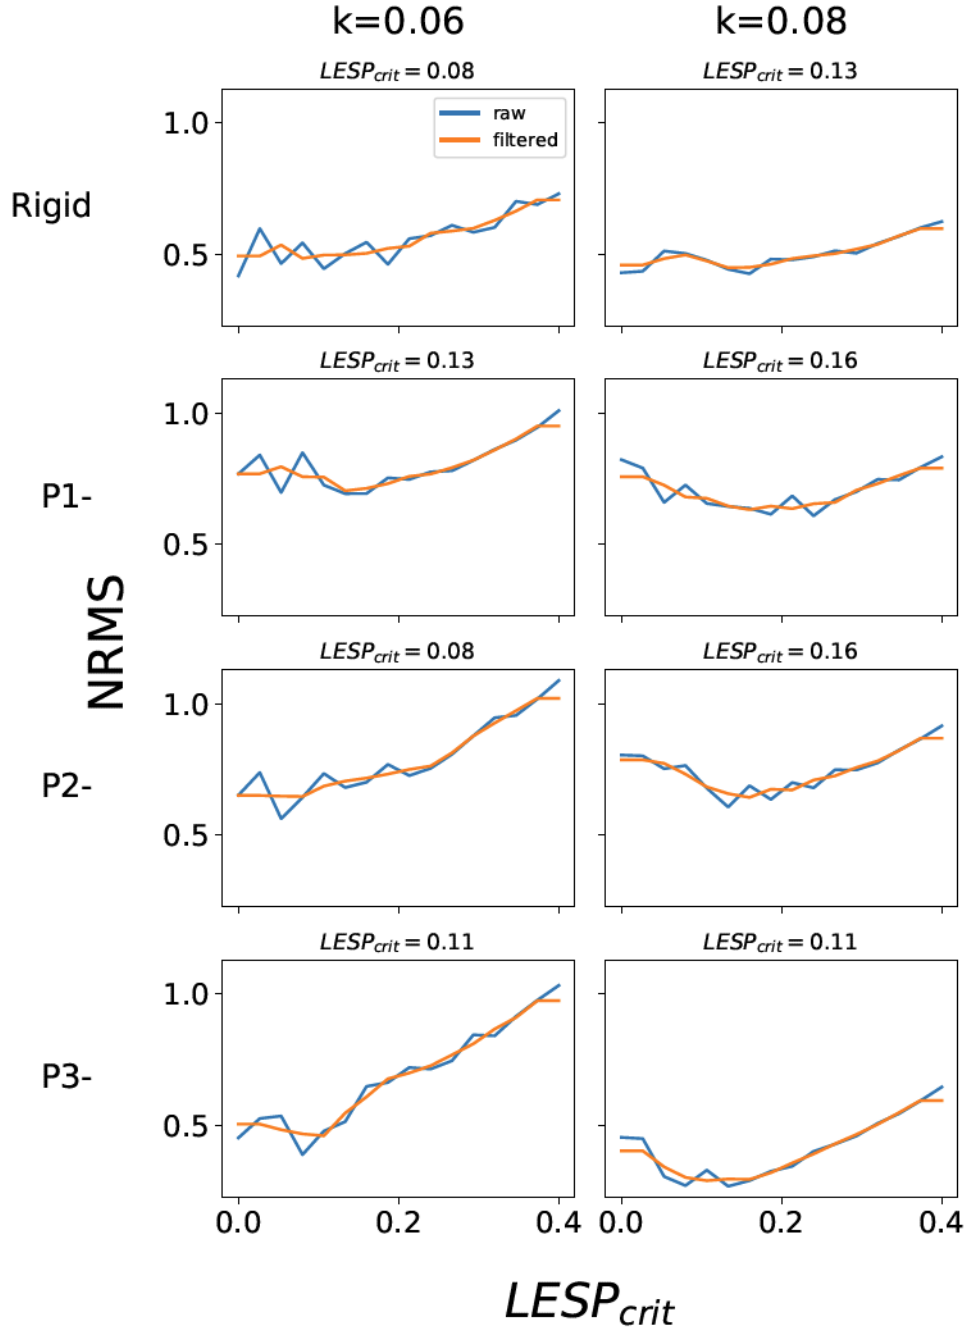 k=0.06 k=0.08
LESP_crit = 0.08 LESP_crit = 0.13
raw
filtered
1.0
Rigid
0.5
LESP_crit = 0.13 LESP_crit = 0.16
1.0
P1-
0.5
NRMS
LESP_crit = 0.08 LESP_crit = 0.16
1.0
P2-
0.5
LESP_crit = 0.11 LESP_crit = 0.11
1.0
P3-
0.5
0.0 0.2 0.4 0.0 0.2 0.4
LESP_crit